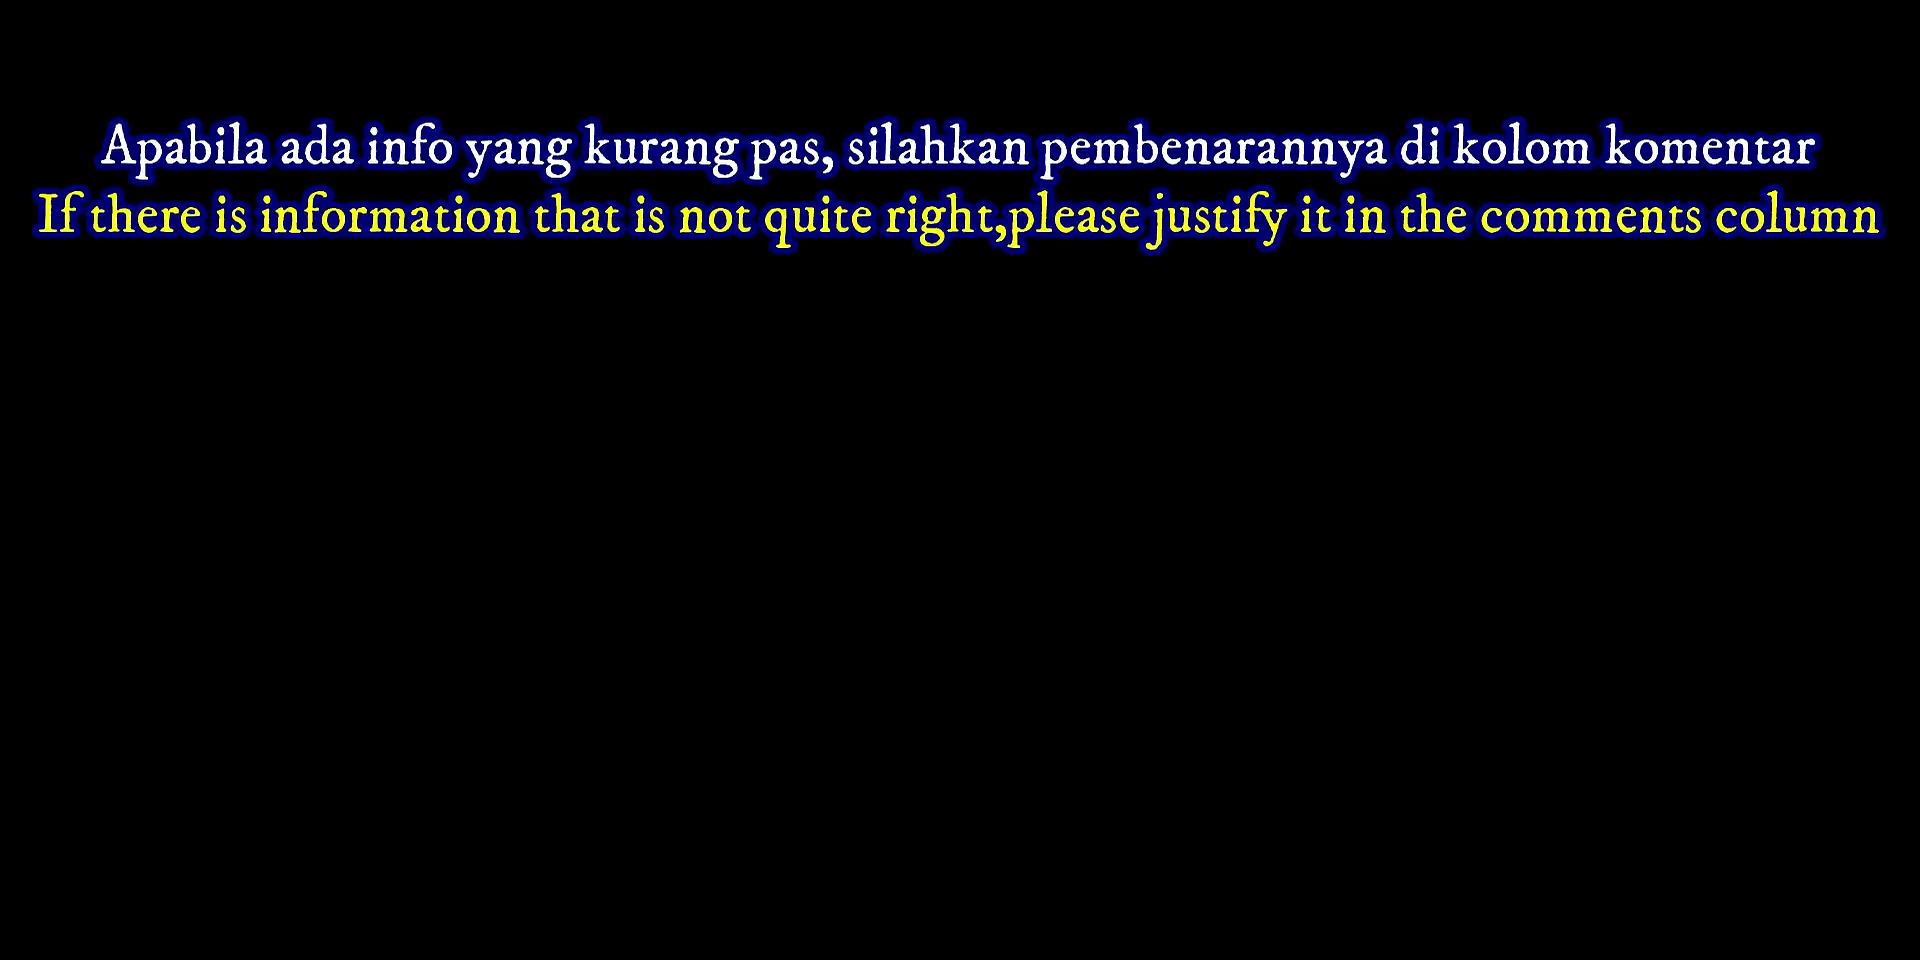 Apabila ada info yang kurang pas, silahkan pembenarannya di kolom komentar
If there is information that is not quite right,please justify it in the comments column